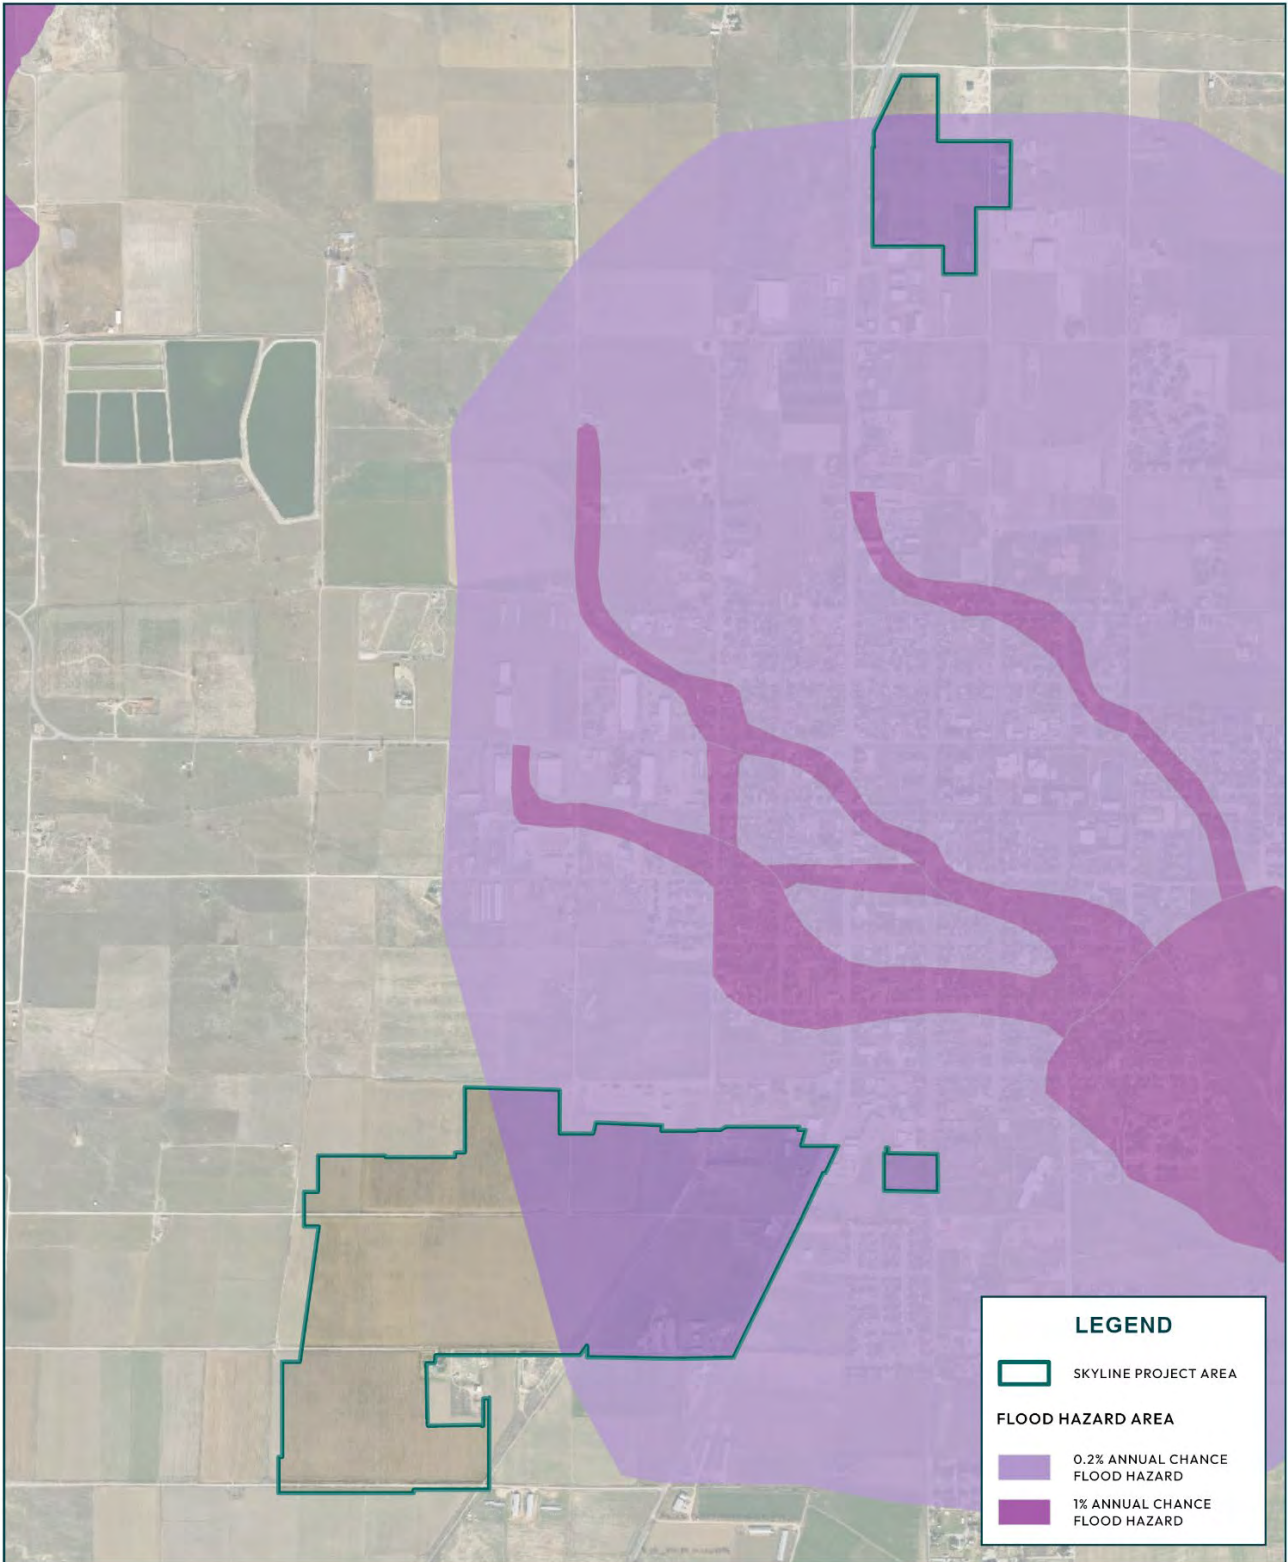 LEGEND
SKYLINE PROJECT AREA
FLOOD HAZARD AREA
0.2% ANNUAL CHANCE
FLOOD HAZARD
1% ANNUAL CHANCE
FLOOD HAZARD